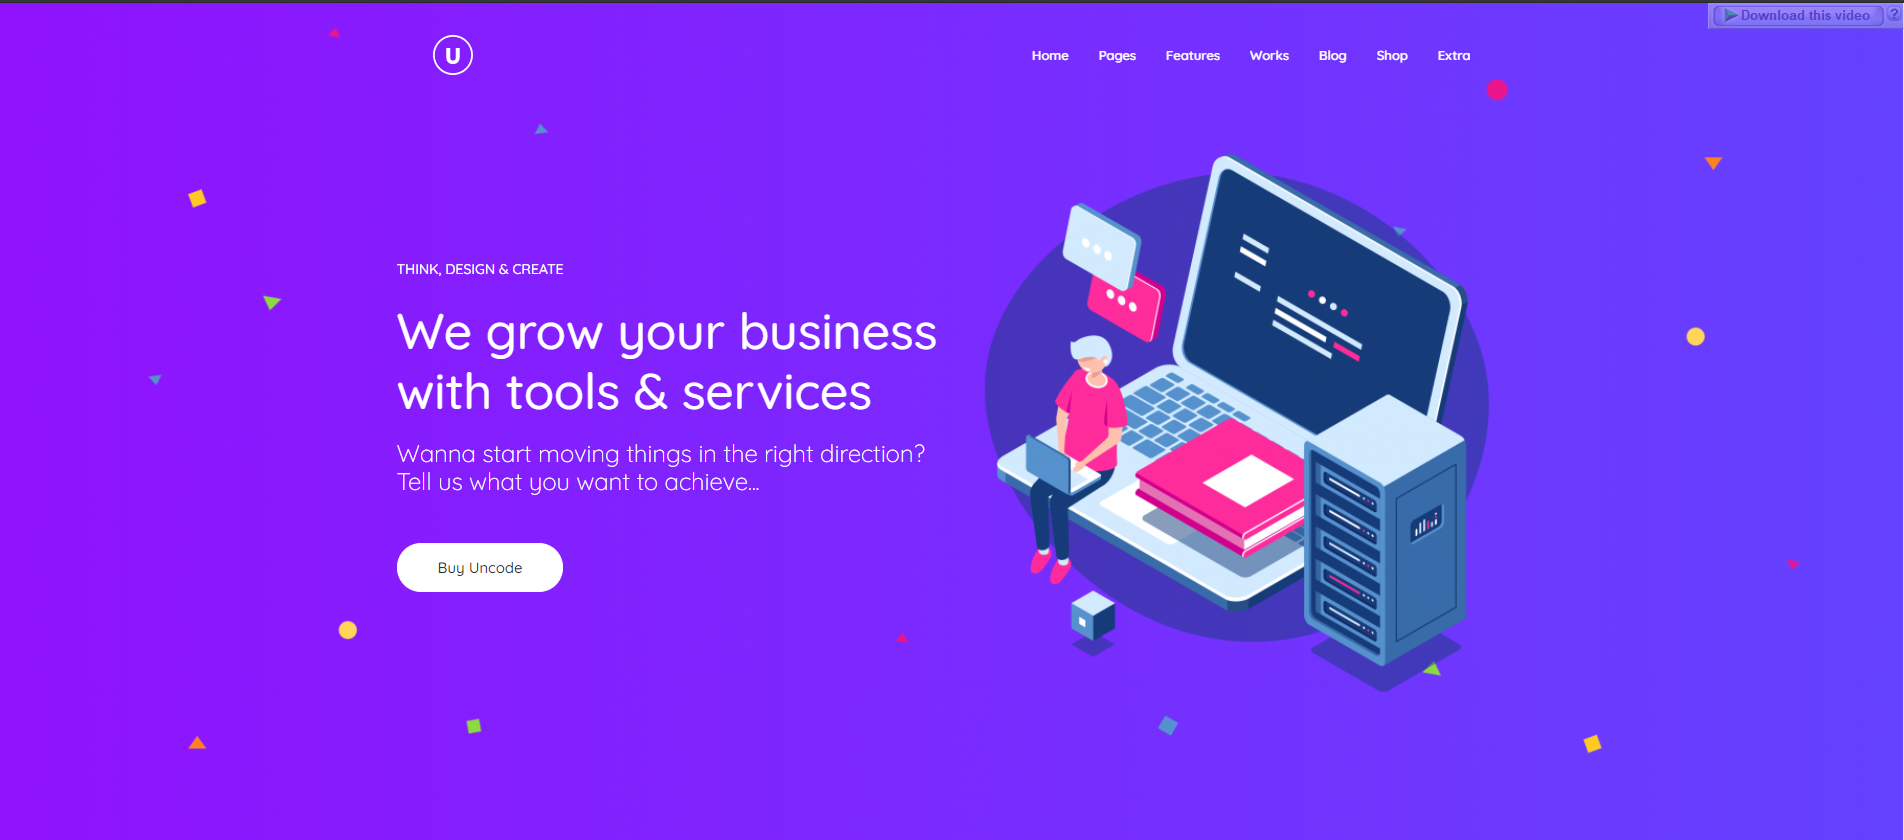 Download this video ?
U
Home Pages Features Works Blog Shop Extra
THINK, DESIGN & CREATE
We grow your business
with tools & services
Wanna start moving things in the right direction?
Tell us what you want to achieve...
Buy Uncode